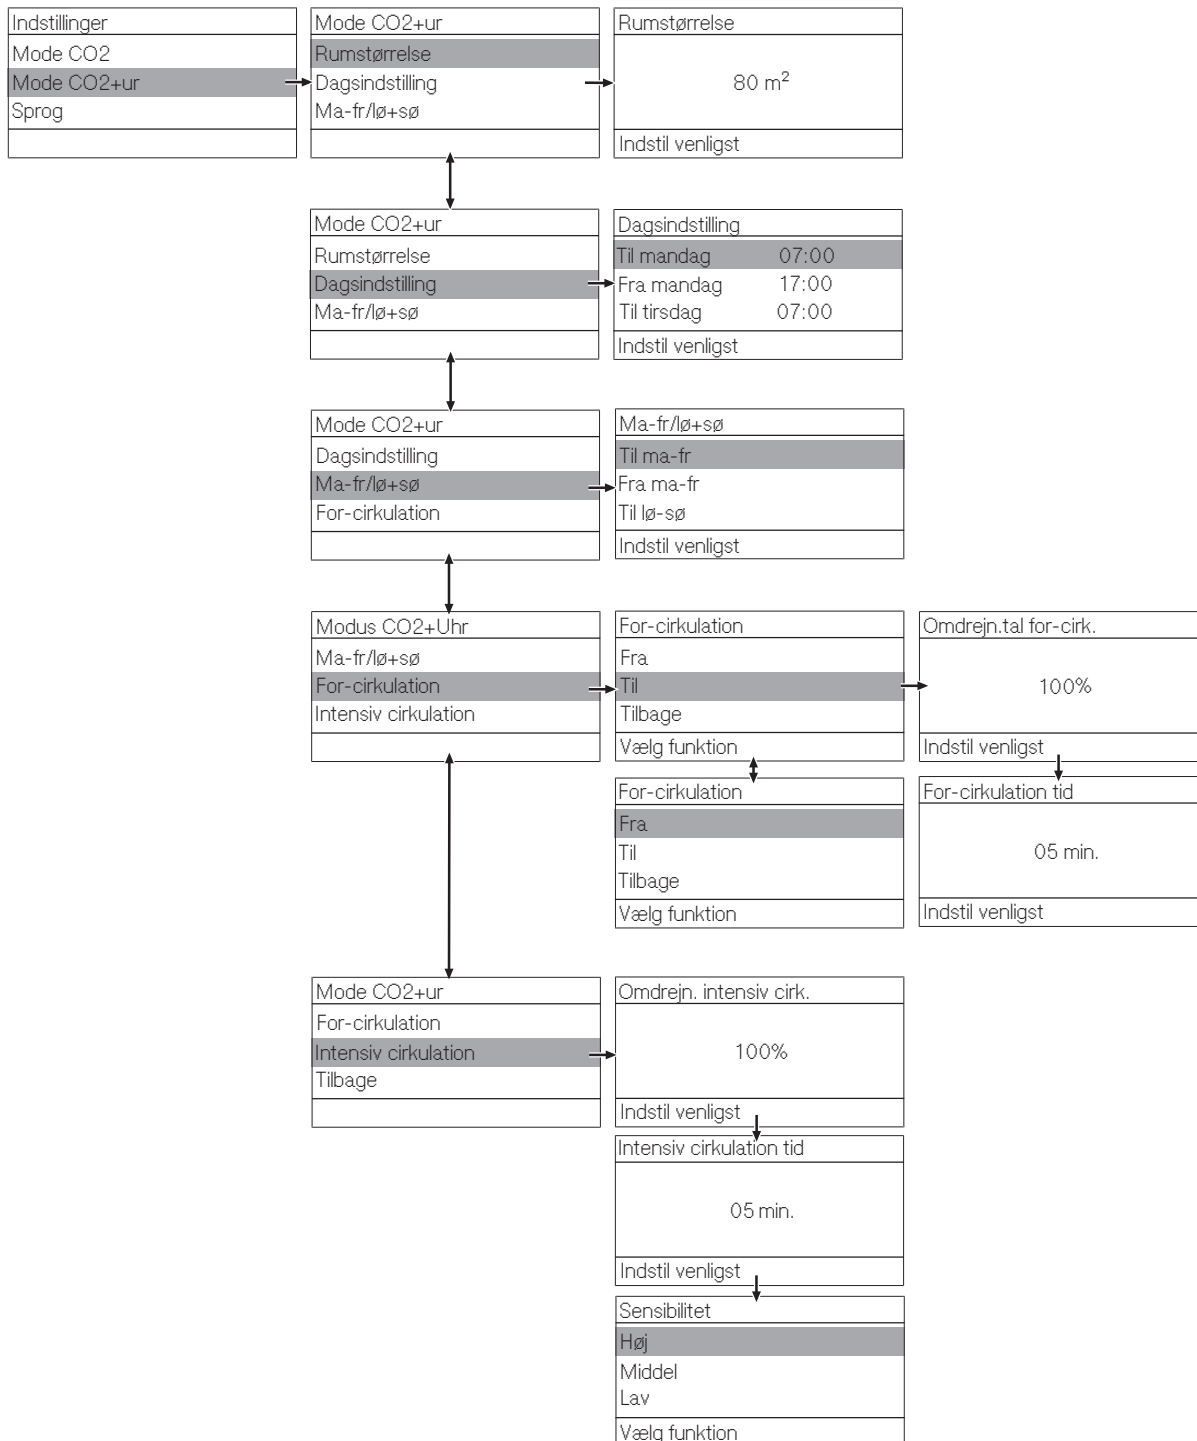 Indstillinger
Mode CO2
Mode CO2+ur
Sprog
Mode CO2+ur
Rumstørrelse
Dagsindstilling
Ma-fr/lø+sø
Rumstørrelse
80 m²
Indstil venligst
Mode CO2+ur
Rumstørrelse
Dagsindstilling
Ma-fr/lø+sø
Dagsindstilling
Til mandag 07:00
Fra mandag 17:00
Til tirsdag 07:00
Indstil venligst
Mode CO2+ur
Dagsindstilling
Ma-fr/lø+sø
For-cirkulation
Ma-fr/lø+sø
Til ma-fr
Fra ma-fr
Til lø-sø
Indstil venligst
Modus CO2+Uhr
Ma-fr/lø+sø
For-cirkulation
Intensiv cirkulation
For-cirkulation
Fra
Til
Tilbage
Vælg funktion
Omdrejn.tal for-cirk.
100%
Indstil venligst
For-cirkulation
Fra
Til
Tilbage
Vælg funktion
For-cirkulation tid
05 min.
Indstil venligst
Mode CO2+ur
For-cirkulation
Intensiv cirkulation
Tilbage
Omdrejn. intensiv cirk.
100%
Indstil venligst
Intensiv cirkulation tid
05 min.
Indstil venligst
Sensibilitet
Høj
Middel
Lav
Vælg funktion